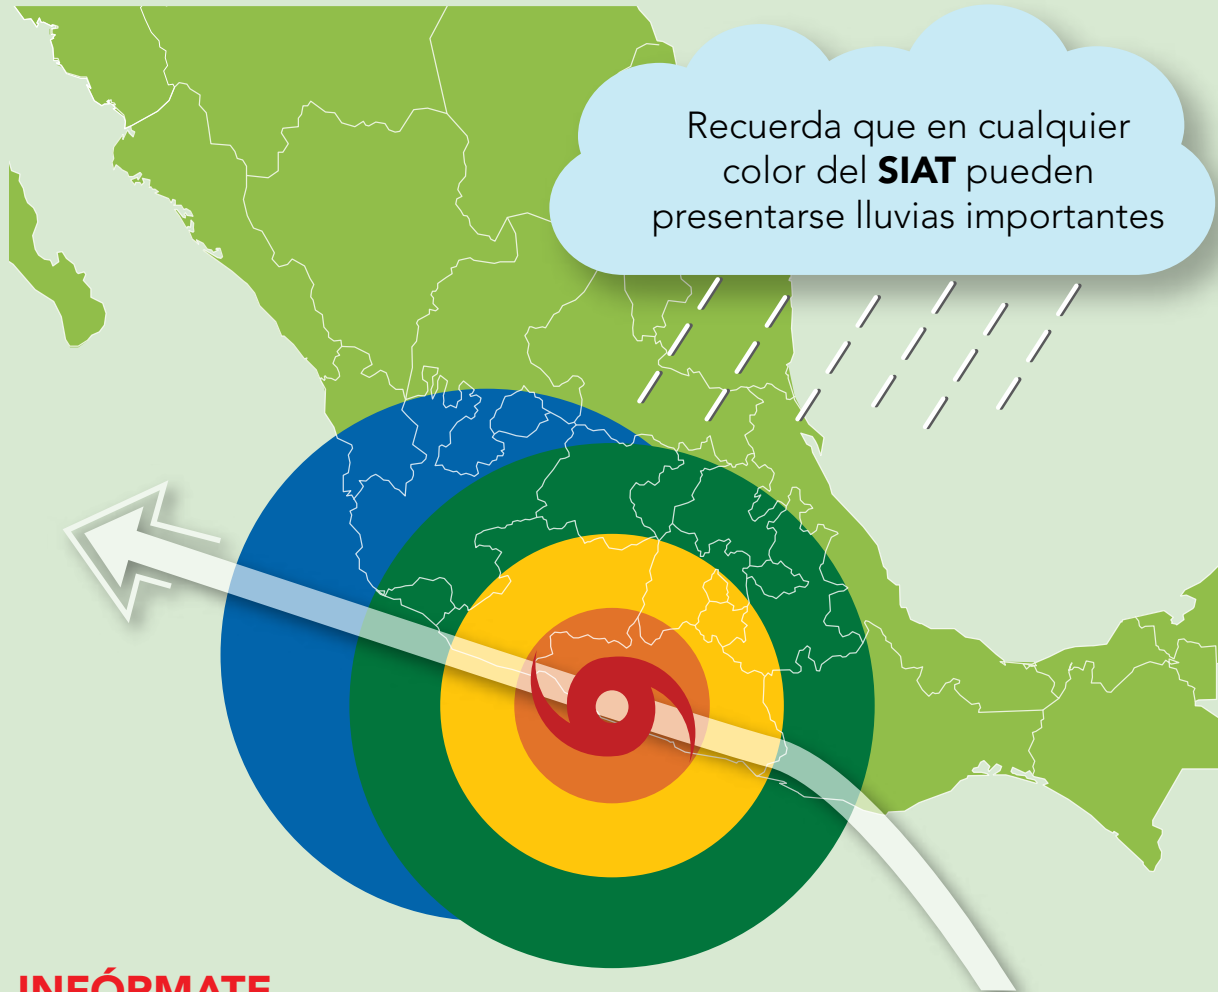 Recuerda que en cualquier
color del SIAT pueden
presentarse lluvias importantes
INFÓRMATE